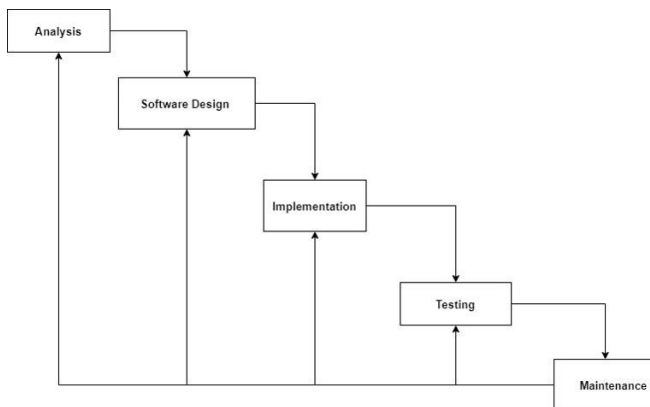 Analysis
Software Design
Implementation
Testing
Maintenance